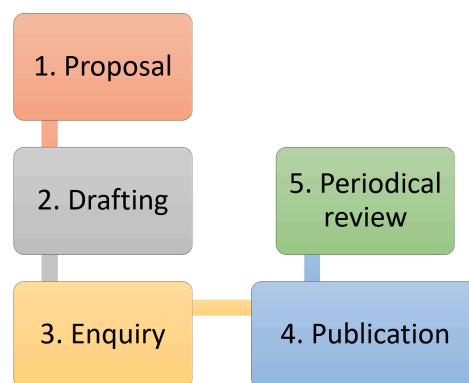 1. Proposal
2. Drafting
3. Enquiry
4. Publication
5. Periodical
review